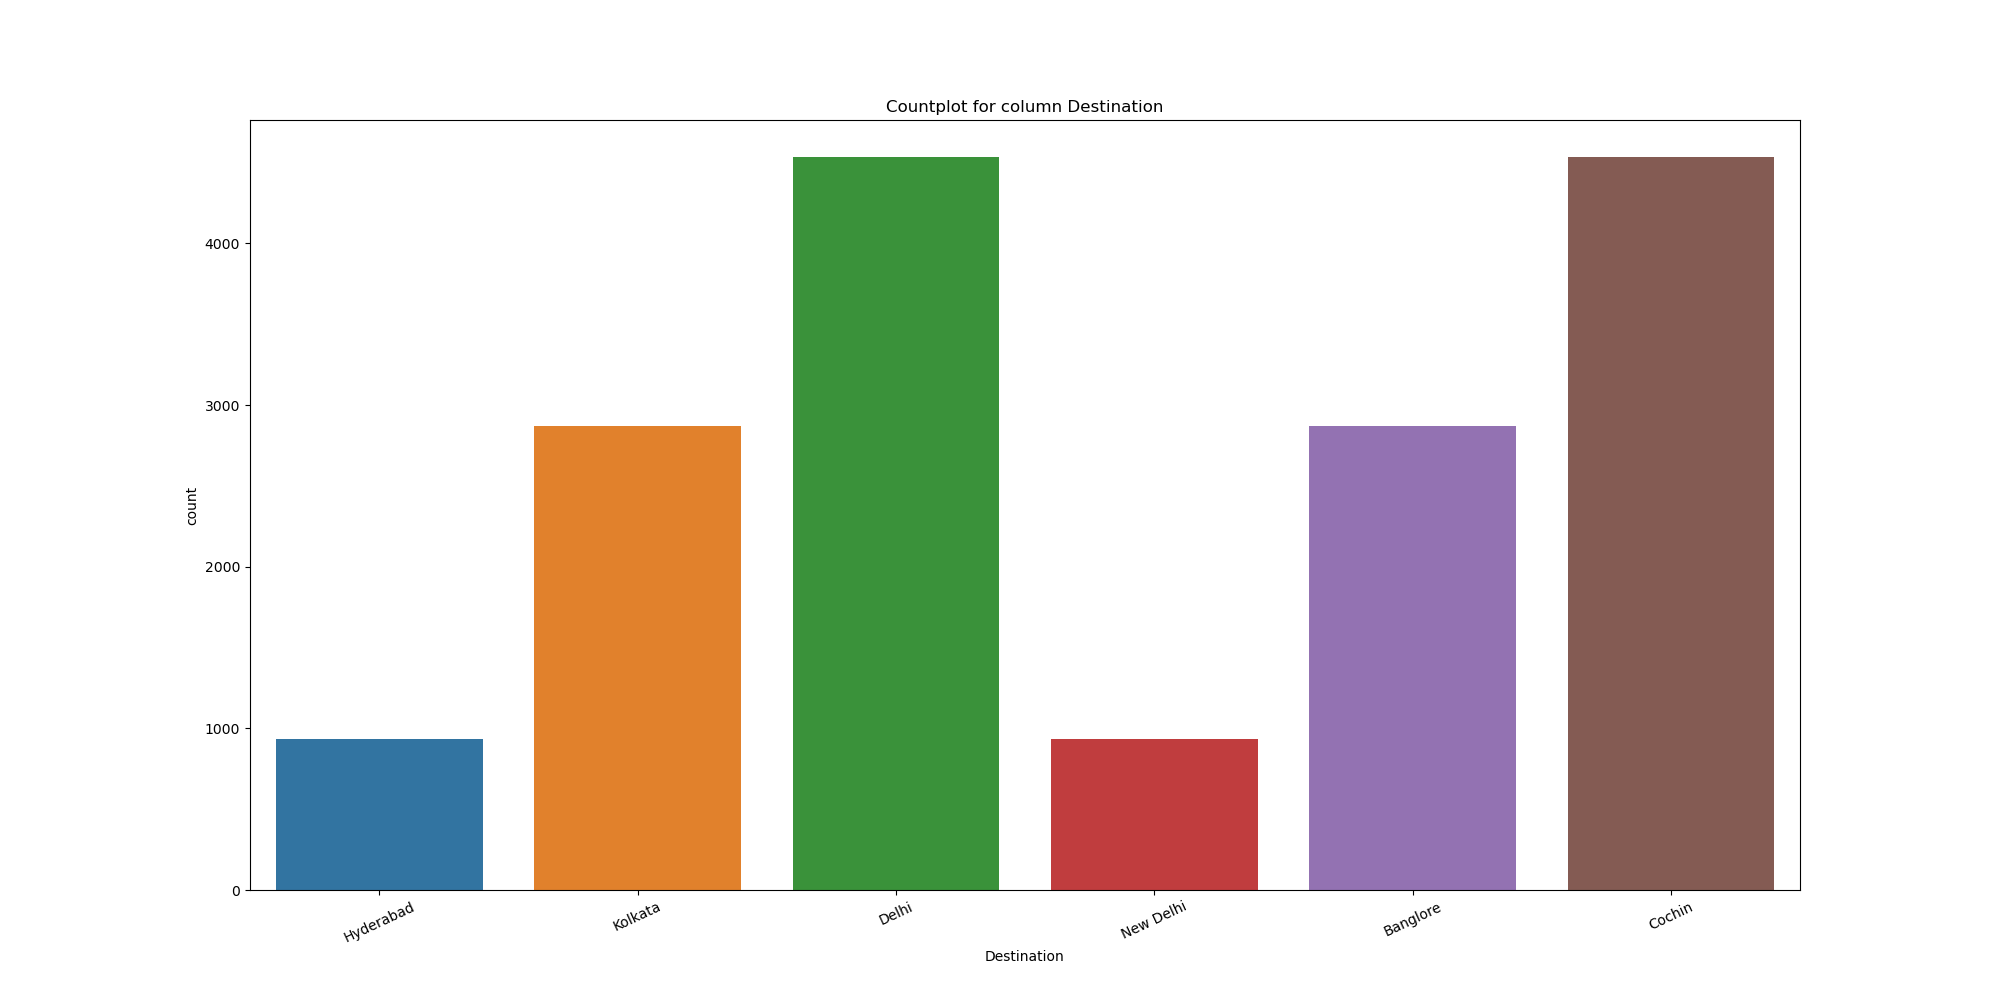 Countplot for column Destination
4000
3000
2000
1000
0
count
Hyderabad
Kolkata
Delhi
New Delhi
Banglore
Cochin
Destination